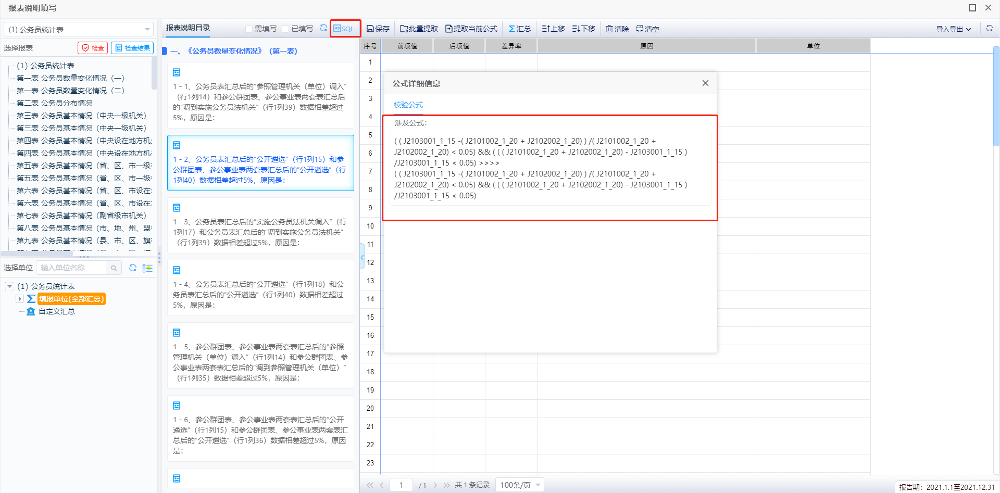 报表说明填写
(1) 公务员统计表
选择报表
检查
检查结果
(1) 公务员统计表
第一表 公务员数量变化情况（一）
第一表 公务员数量变化情况（二）
第二表 公务员分布情况
第三表 公务员基本情况（中央一级机关）
第三表 公务员基本情况（中央一级机关）
第四表 公务员基本情况（中央设在地方机
第四表 公务员基本情况（中央设在地方机
第五表 公务员基本情况（省、区、市一级
第五表 公务员基本情况（省、区、市一级
第六表 公务员基本情况（省、区、市设在
第六表 公务员基本情况（省、区、市设在
第七表 公务员基本情况（副省级市机关）
第八表 公务员基本情况（市、地、州、盟
第九表 公务员基本情况（县、市、区、旗
选择单位
输入单位名称
(1) 公务员统计表
填报单位(全部汇总)
自定义汇总
报表说明目录
需填写
已填写
SQL
一、《公务员数量变化情况》（第一表）
1 - 1、公务员表汇总后的“参照管理机关（单位）调入”
（行1列14）和参公群团表、参公事业表两套表汇总后
的“调到实施公务员法机关”（行1列39）数据相差超过
5%，原因是：
1 - 2、公务员表汇总后的“公开遴选”（行1列15）和参
公群团表、参公事业表两套表汇总后的“公开遴选”（行
1列40）数据相差超过5%，原因是：
1 - 3、公务员表汇总后的“实施公务员法机关调入”（行
1列17）和公务员表汇总后的“调到实施公务员法机关”
（行1列39）数据相差超过5%，原因是：
1 - 4、公务员表汇总后的“公开遴选”（行1列18）和公
务员表汇总后的“公开遴选”（行1列40）数据相差超过
5%，原因是：
1 - 5、参公群团表、参公事业表两套表汇总后的“参照
管理机关（单位）调入”（行1列14）和参公群团表、参
公事业表两套表汇总后的“调到参照管理机关（单位）”
（行1列35）数据相差超过5%，原因是：
1 - 6、参公群团表、参公事业表两套表汇总后的“公开
遴选”（行1列15）和参公群团表、参公事业表两套表汇
总后的“公开遴选”（行1列36）数据相差超过5%，原因
是：
保存
批量提取
提取当前公式
汇总
上移
下移
清除
清空
导入导出
序号 前项值 后项值 差异率 原因 单位
1
2
3
4
5
6
7
8
9
10
11
12
13
14
15
16
17
18
19
20
21
22
23
公式详细信息
校验公式
涉及公式：
( ( J2103001_1_15 -( J2101002_1_20 + J2102002_1_20) ) /( J2101002_1_20 +
J2102002_1_20) < 0.05) && ( ( ( J2101002_1_20 + J2102002_1_20) - J2103001_1_15 )
/J2103001_1_15 < 0.05) >>>>
( ( J2103001_1_15 -( J2101002_1_20 + J2102002_1_20) ) /( J2101002_1_20 +
J2102002_1_20) < 0.05) && ( ( ( J2101002_1_20 + J2102002_1_20) - J2103001_1_15 )
/J2103001_1_15 < 0.05)
1 / 1 共 1 条记录 100条/页
报告期：2021.1.1至2021.12.31